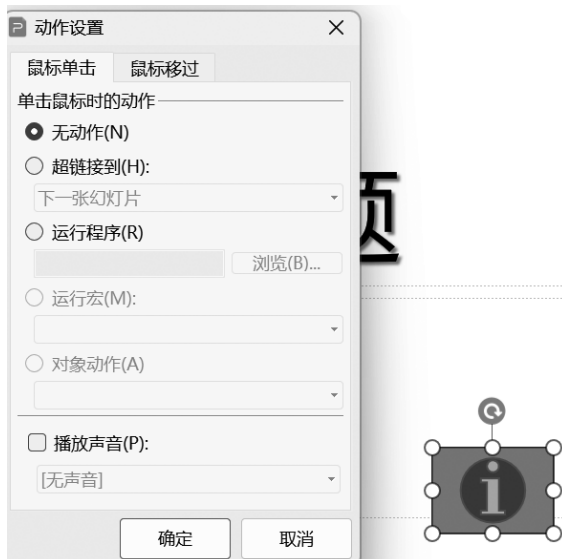 动作设置
鼠标单击 鼠标移过
单击鼠标时的动作
无动作(N)
超链接到(H):
下一张幻灯片
运行程序(R)
浏览(B)...
运行宏(M):
对象动作(A)
播放声音(P):
[无声音]
确定 取消
题
i